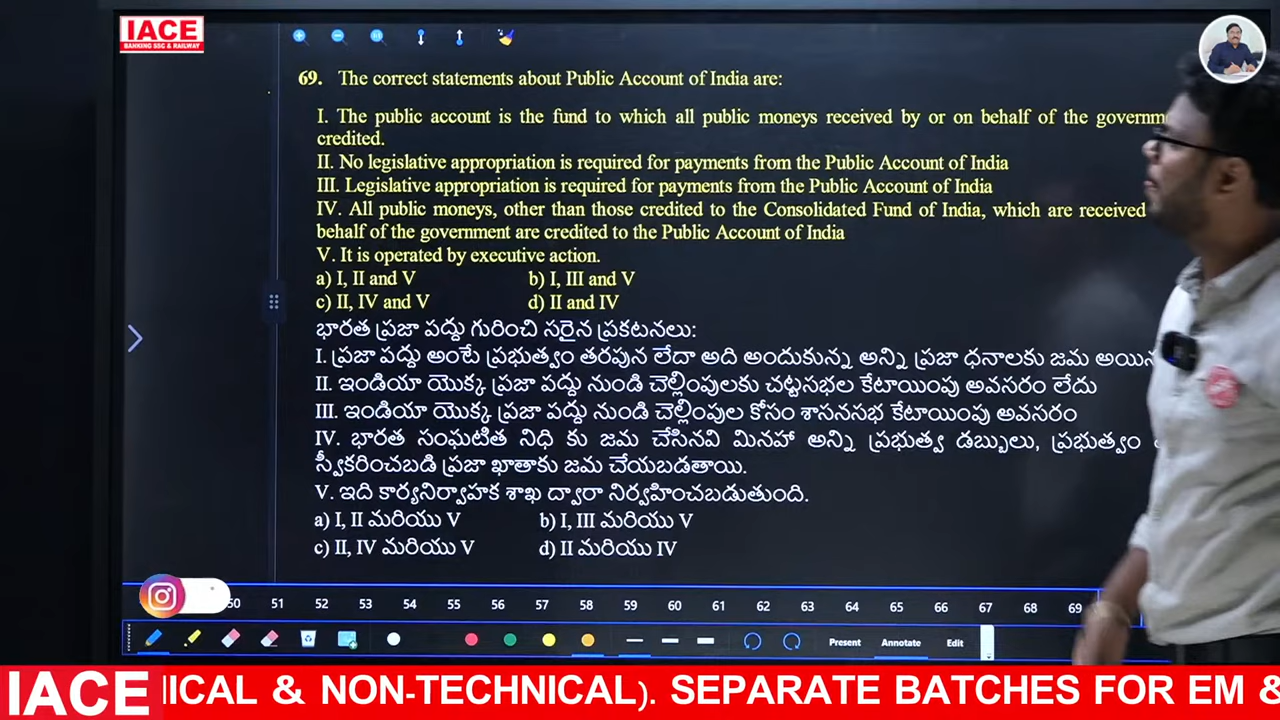 IACE
BANKING SSC & RAILWAY
69. The correct statements about Public Account of India are:
I. The public account is the fund to which all public moneys received by or on behalf of the governm
credited.
II. No legislative appropriation is required for payments from the Public Account of India
III. Legislative appropriation is required for payments from the Public Account of India
IV. All public moneys, other than those credited to the Consolidated Fund of India, which are received
behalf of the government are credited to the Public Account of India
V. It is operated by executive action.
a) I, II and V b) I, III and V
c) II, IV and V d) II and IV
భారత ప్రజా పద్దు గురించి సరైన ప్రకటనలు:
I. ప్రజా పద్దు అంటే ప్రభుత్వం తరపున లేదా అది అందుకున్న అన్ని ప్రజా ధనాలకు జమ అయిన
II. ఇండియా యొక్క ప్రజా పద్దు నుండి చెల్లింపులకు చట్టసభల కేటాయింపు అవసరం లేదు
III. ఇండియా యొక్క ప్రజా పద్దు నుండి చెల్లింపుల కోసం శాసనసభ కేటాయింపు అవసరం
IV. భారత సంఘటిత నిధి కు జమ చేసినవి మినహా అన్ని ప్రభుత్వ డబ్బులు, ప్రభుత్వం
స్వీకరించబడి ప్రజా ఖాతాకు జమ చేయబడతాయి.
V. ఇది కార్యనిర్వాహక శాఖ ద్వారా నిర్వహించబడుతుంది.
a) I, II మరియు V b) I, III మరియు V
c) II, IV మరియు V d) II మరియు IV
50 51 52 53 54 55 56 57 58 59 60 61 62 63 64 65 66 67 68 69
Present Annotate Edit
IACE
ICAL & NON-TECHNICAL). SEPARATE BATCHES FOR EM &